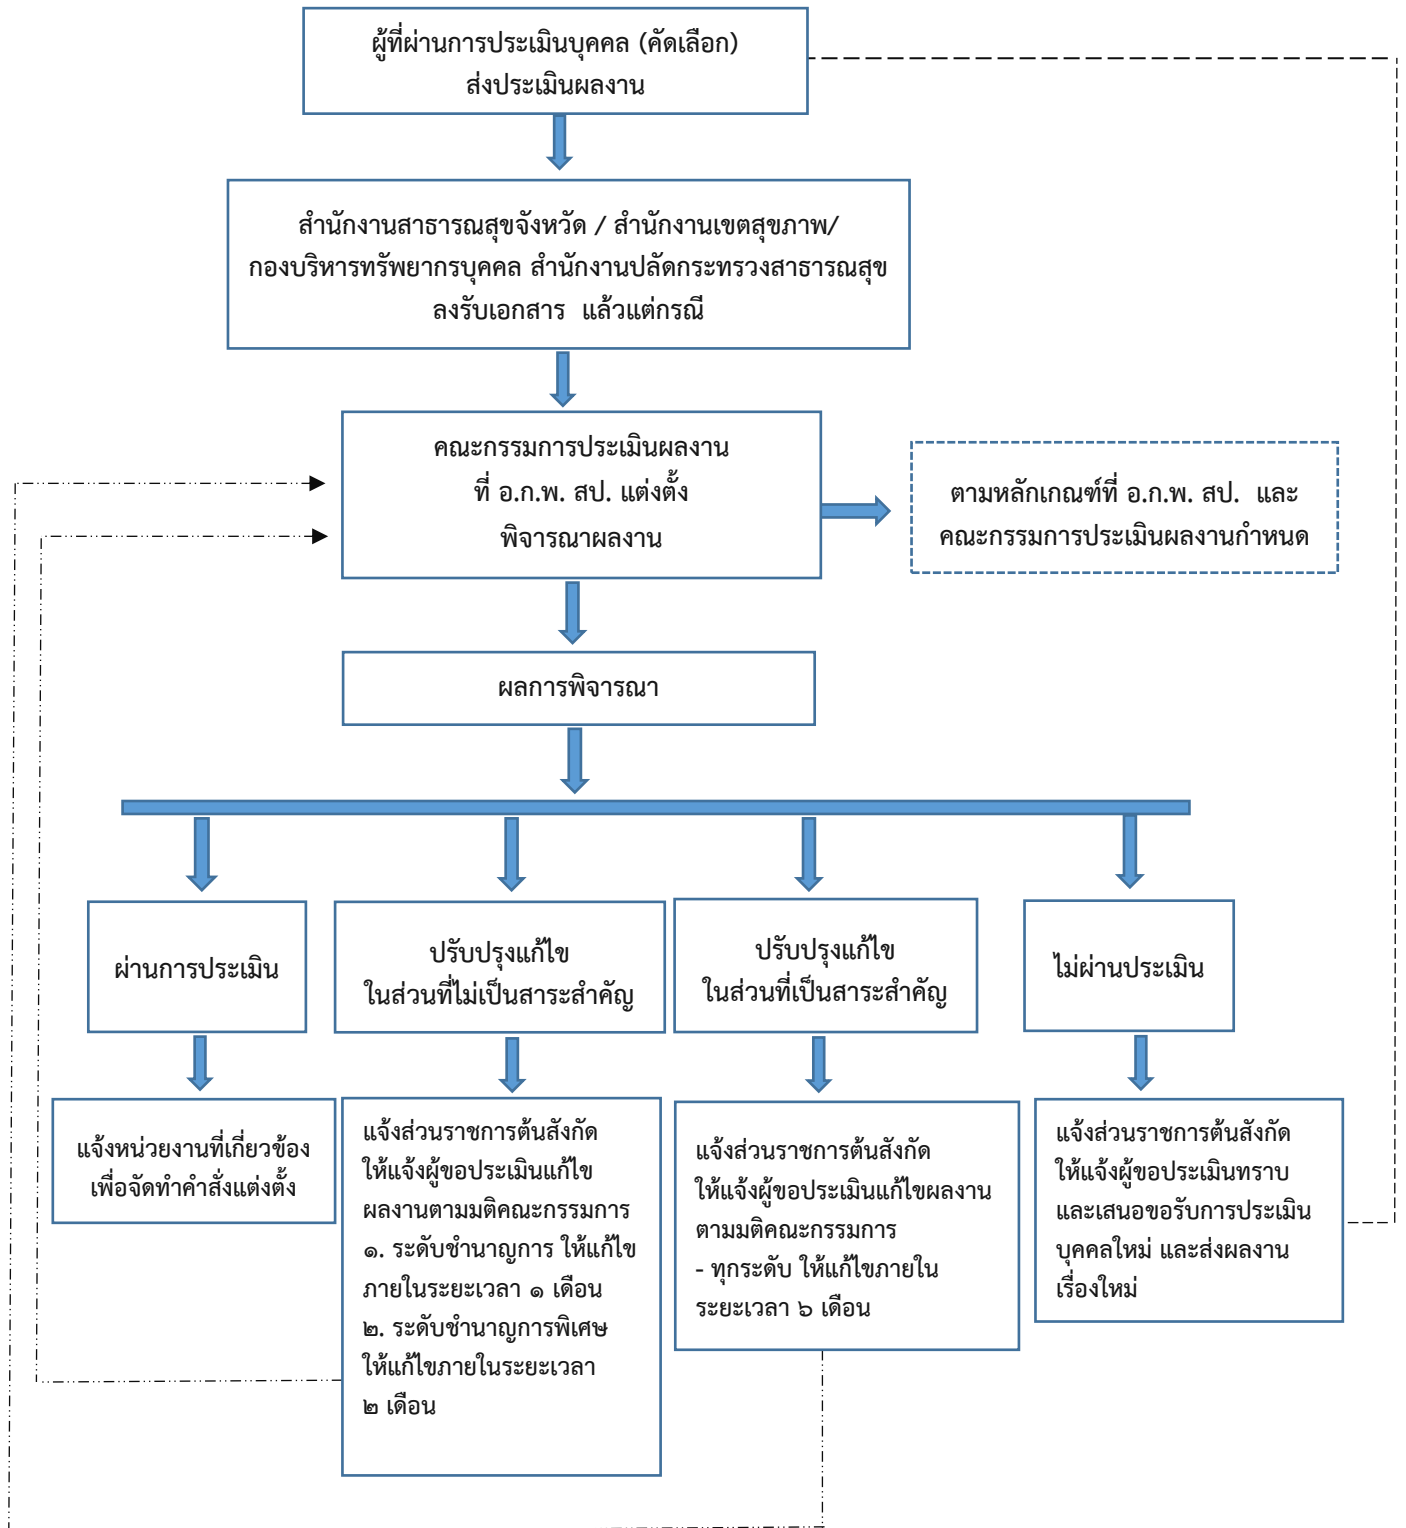 ผู้ที่ผ่านการประเมินบุคคล (คัดเลือก)
ส่งประเมินผลงาน
สำนักงานสาธารณสุขจังหวัด / สำนักงานเขตสุขภาพ/
กองบริหารทรัพยากรบุคคล สำนักงานปลัดกระทรวงสาธารณสุข
ลงรับเอกสาร แล้วแต่กรณี
คณะกรรมการประเมินผลงาน
ที่ อ.ก.พ. สป. แต่งตั้ง
พิจารณาผลงาน
ตามหลักเกณฑ์ที่ อ.ก.พ. สป. และ
คณะกรรมการประเมินผลงานกำหนด
ผลการพิจารณา
ผ่านการประเมิน
ปรับปรุงแก้ไข
ในส่วนที่ไม่เป็นสาระสำคัญ
ปรับปรุงแก้ไข
ในส่วนที่เป็นสาระสำคัญ
ไม่ผ่านประเมิน
แจ้งหน่วยงานที่เกี่ยวข้อง
เพื่อจัดทำคำสั่งแต่งตั้ง
แจ้งส่วนราชการต้นสังกัด
ให้แจ้งผู้ขอประเมินแก้ไข
ผลงานตามมติคณะกรรมการ
๑. ระดับชำนาญการ ให้แก้ไข
ภายในระยะเวลา ๑ เดือน
๒. ระดับชำนาญการพิเศษ
ให้แก้ไขภายในระยะเวลา
๒ เดือน
แจ้งส่วนราชการต้นสังกัด
ให้แจ้งผู้ขอประเมินแก้ไขผลงาน
ตามมติคณะกรรมการ
- ทุกระดับ ให้แก้ไขภายใน
ระยะเวลา ๖ เดือน
แจ้งส่วนราชการต้นสังกัด
ให้แจ้งผู้ขอประเมินทราบ
และเสนอขอรับการประเมิน
บุคคลใหม่ และส่งผลงาน
เรื่องใหม่